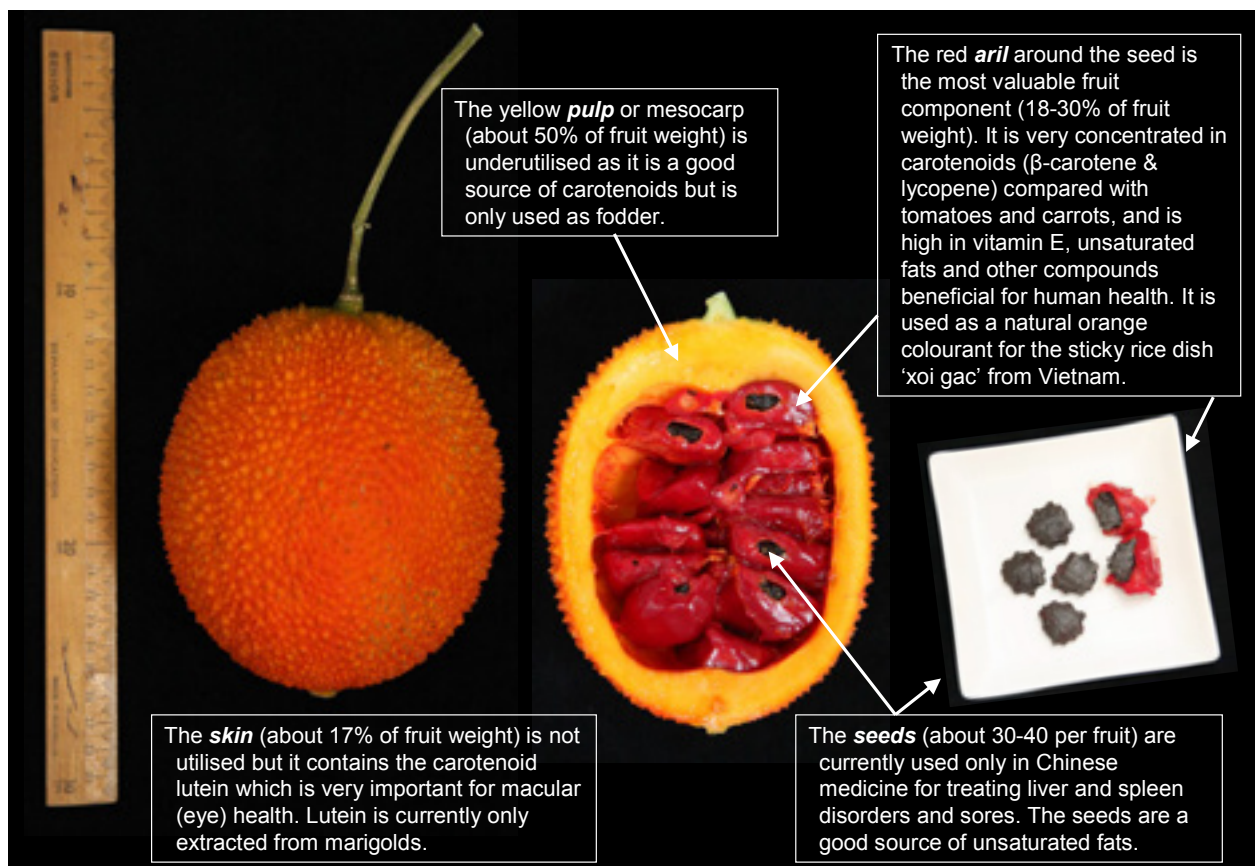 The yellow pulp or mesocarp
(about 50% of fruit weight) is
underutilised as it is a good
source of carotenoids but is
only used as fodder.
The red aril around the seed is
the most valuable fruit
component (18-30% of fruit
weight). It is very concentrated in
carotenoids (β-carotene &
lycopene) compared with
tomatoes and carrots, and is
high in vitamin E, unsaturated
fats and other compounds
beneficial for human health. It is
used as a natural orange
colourant for the sticky rice dish
‘xoi gac’ from Vietnam.
The skin (about 17% of fruit weight) is not
utilised but it contains the carotenoid
lutein which is very important for macular
(eye) health. Lutein is currently only
extracted from marigolds.
The seeds (about 30-40 per fruit) are
currently used only in Chinese
medicine for treating liver and spleen
disorders and sores. The seeds are a
good source of unsaturated fats.
10
20
30